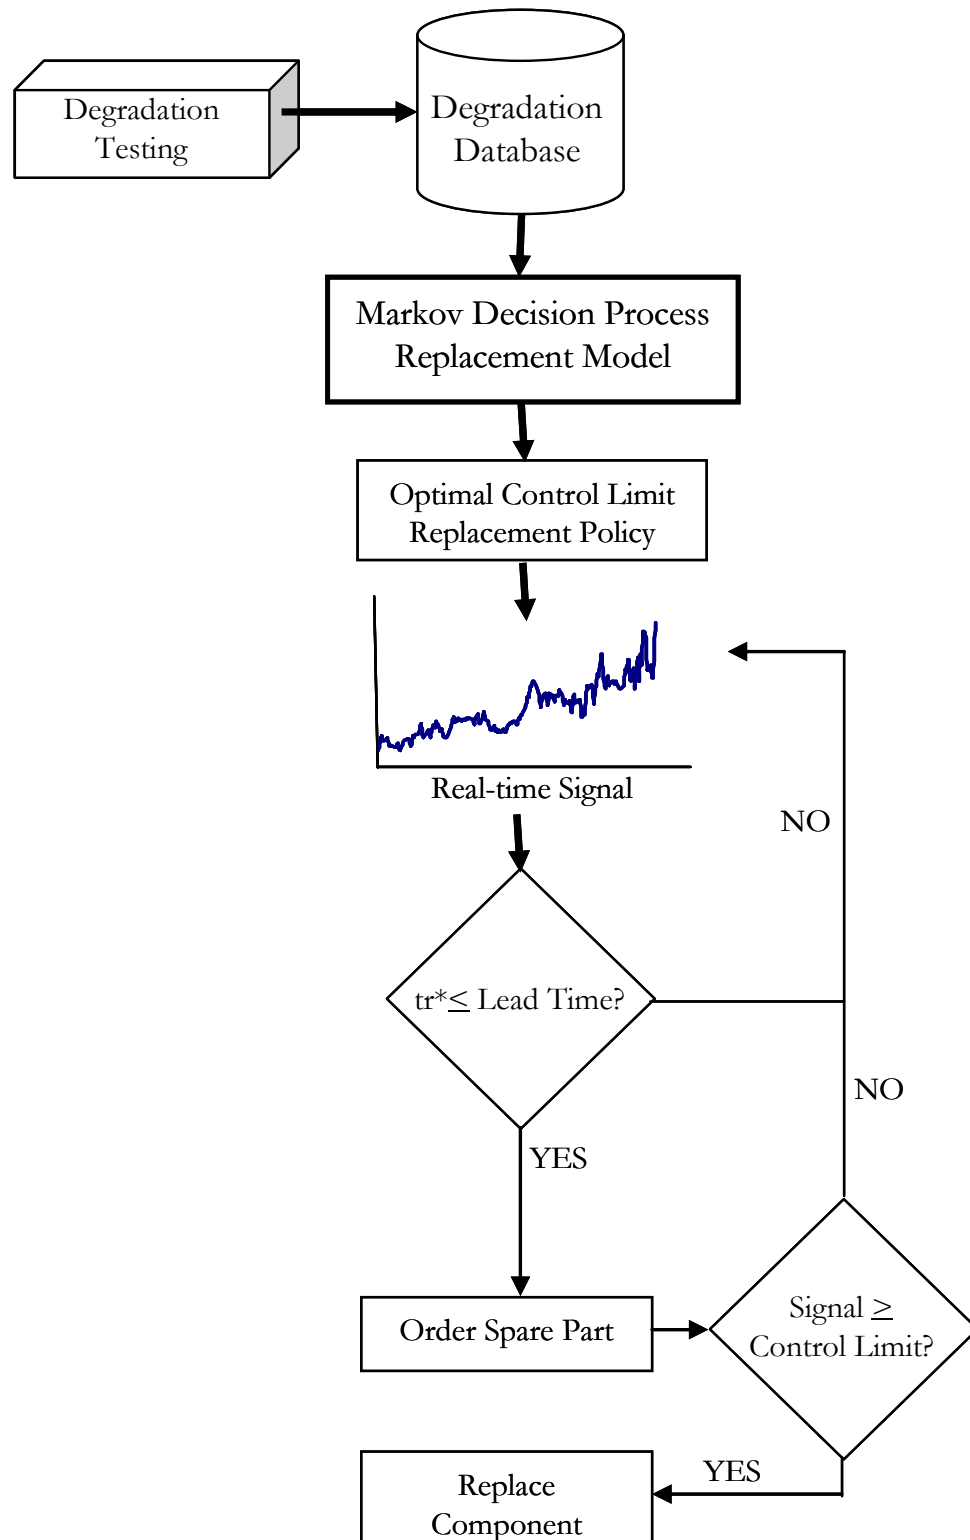 Degradation
Testing
Degradation
Database
Markov Decision Process
Replacement Model
Optimal Control Limit
Replacement Policy
Real-time Signal
NO
tr*≤ Lead Time?
NO
YES
Order Spare Part
Signal ≥
Control Limit?
YES
Replace
Component